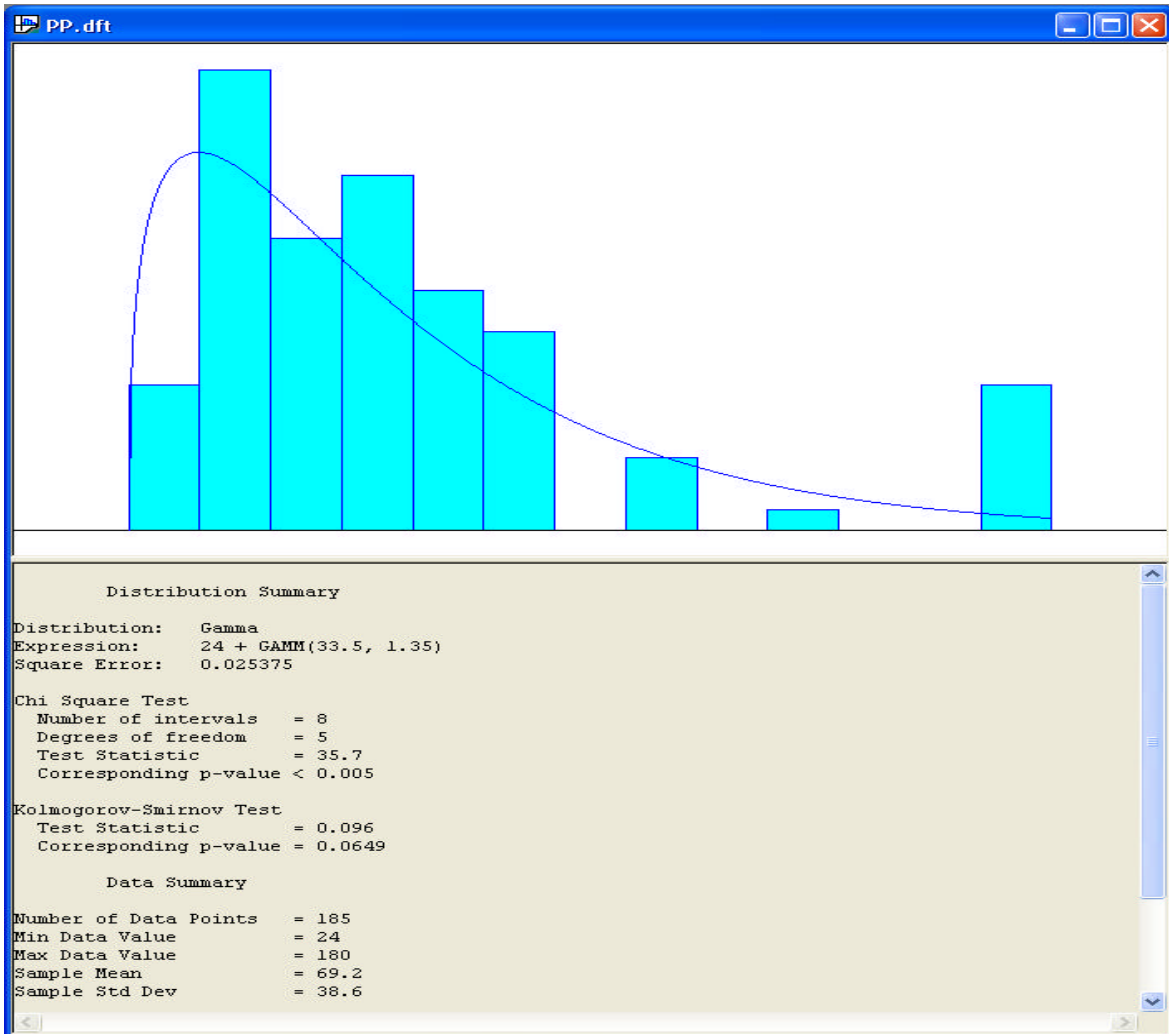 PP.dft
Distribution Summary
Distribution: Gamma
Expression: 24 + GAMM(33.5, 1.35)
Square Error: 0.025375
Chi Square Test
Number of intervals = 8
Degrees of freedom = 5
Test Statistic = 35.7
Corresponding p-value < 0.005
Kolmogorov-Smirnov Test
Test Statistic = 0.096
Corresponding p-value = 0.0649
Data Summary
Number of Data Points = 185
Min Data Value = 24
Max Data Value = 180
Sample Mean = 69.2
Sample Std Dev = 38.6